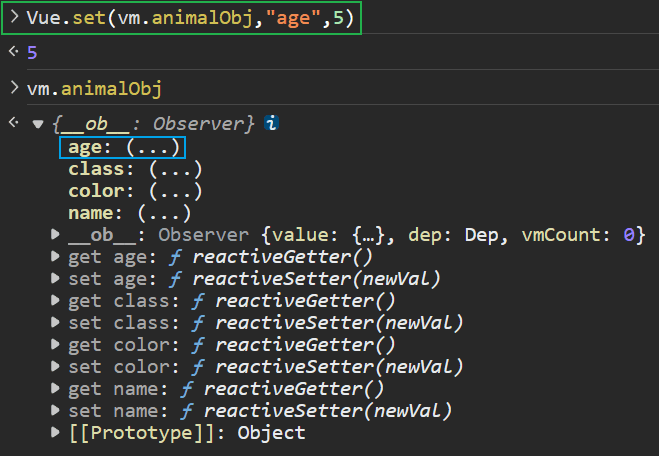 > Vue.set(vm.animalObj,"age",5)
5
> vm.animalObj
▼ {__ob__: Observer} i
age: (...)
class: (...)
color: (...)
name: (...)
▶ __ob__: Observer {value: {…}, dep: Dep, vmCount: 0}
▶ get age: ƒ reactiveGetter()
▶ set age: ƒ reactiveSetter(newVal)
▶ get class: ƒ reactiveGetter()
▶ set class: ƒ reactiveSetter(newVal)
▶ get color: ƒ reactiveGetter()
▶ set color: ƒ reactiveSetter(newVal)
▶ get name: ƒ reactiveGetter()
▶ set name: ƒ reactiveSetter(newVal)
▶ [[Prototype]]: Object